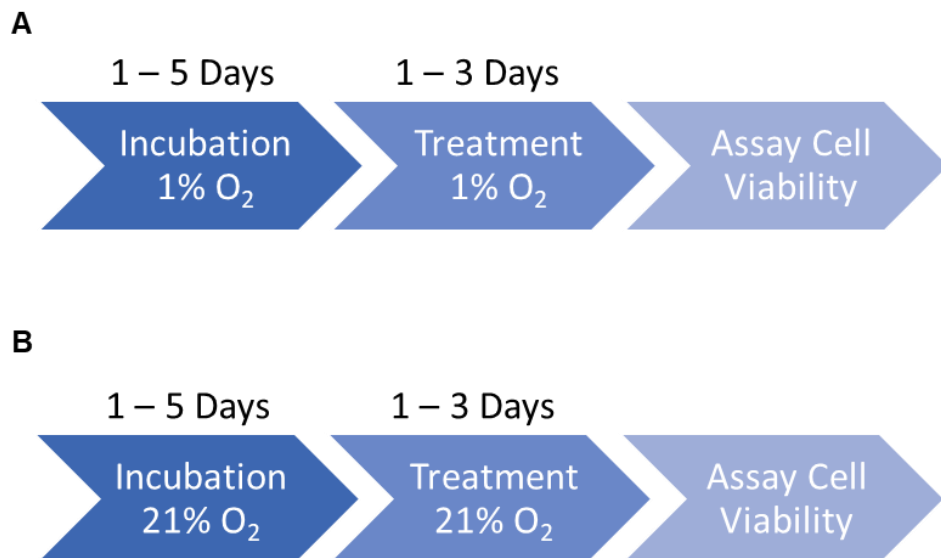 A
1 – 5 Days
1 – 3 Days
Incubation
1% O₂
Treatment
1% O₂
Assay Cell
Viability
B
1 – 5 Days
1 – 3 Days
Incubation
21% O₂
Treatment
21% O₂
Assay Cell
Viability